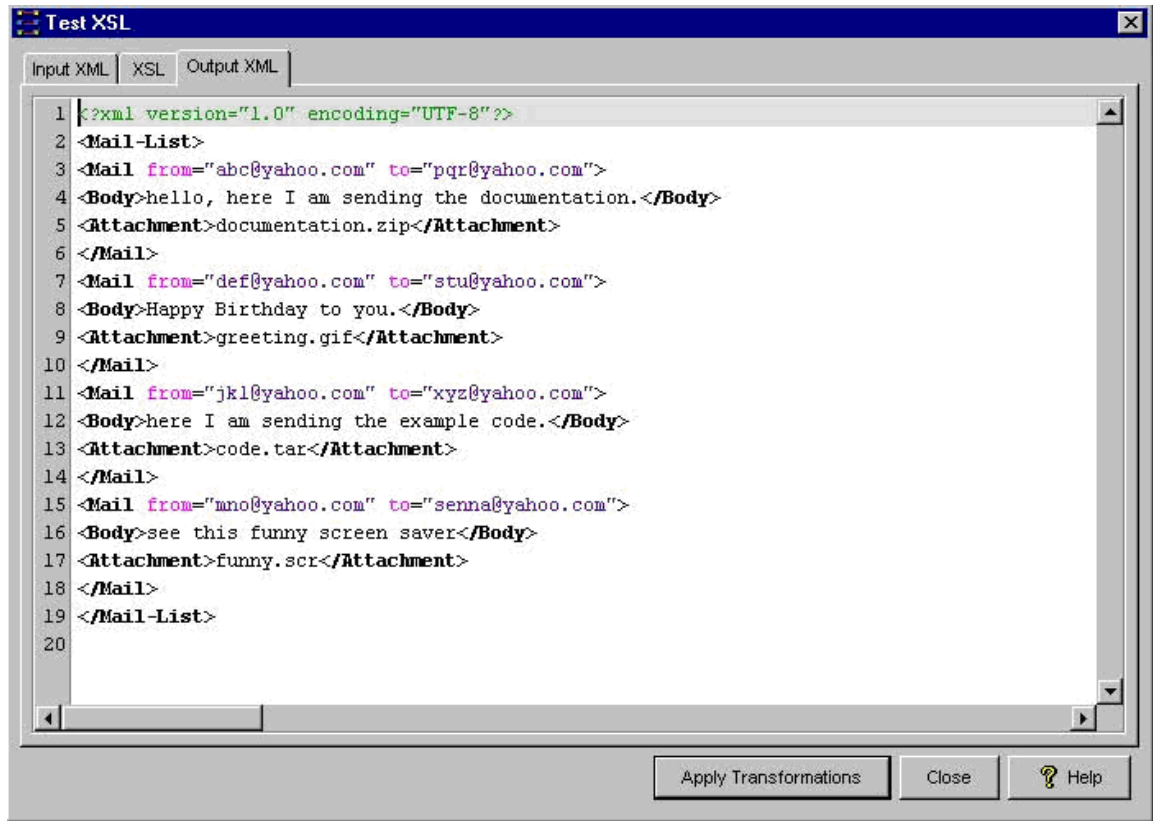 Test XSL
Input XML XSL Output XML
1 <?xml version="1.0" encoding="UTF-8"?>
2 <Mail-List>
3 <Mail from="abc@yahoo.com" to="pqr@yahoo.com">
4 <Body>hello, here I am sending the documentation.</Body>
5 <Attachment>documentation.zip</Attachment>
6 </Mail>
7 <Mail from="def@yahoo.com" to="stu@yahoo.com">
8 <Body>Happy Birthday to you.</Body>
9 <Attachment>greeting.gif</Attachment>
10 </Mail>
11 <Mail from="jkl@yahoo.com" to="xyz@yahoo.com">
12 <Body>here I am sending the example code.</Body>
13 <Attachment>code.tar</Attachment>
14 </Mail>
15 <Mail from="mno@yahoo.com" to="senna@yahoo.com">
16 <Body>see this funny screen saver</Body>
17 <Attachment>funny.scr</Attachment>
18 </Mail>
19 </Mail-List>
20
Apply Transformations Close ? Help